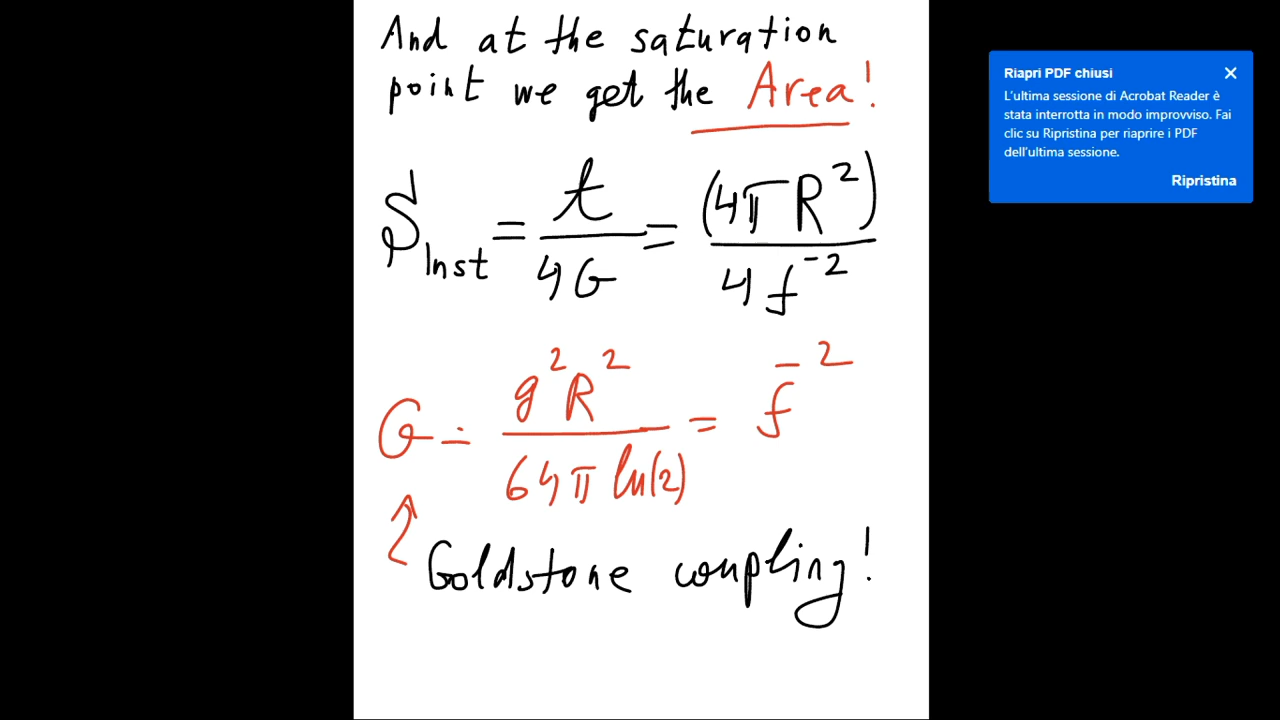 And at the saturation
point we get the Area!
S_Inst = t / 4G = (4πR²) / 4f⁻²
G = g²R² / 64π ln(2) = f⁻²
Goldstone coupling!
Riapri PDF chiusi
L'ultima sessione di Acrobat Reader è
stata interrotta in modo improvviso. Fai
clic su Ripristina per riaprire i PDF
dell'ultima sessione.
Ripristina